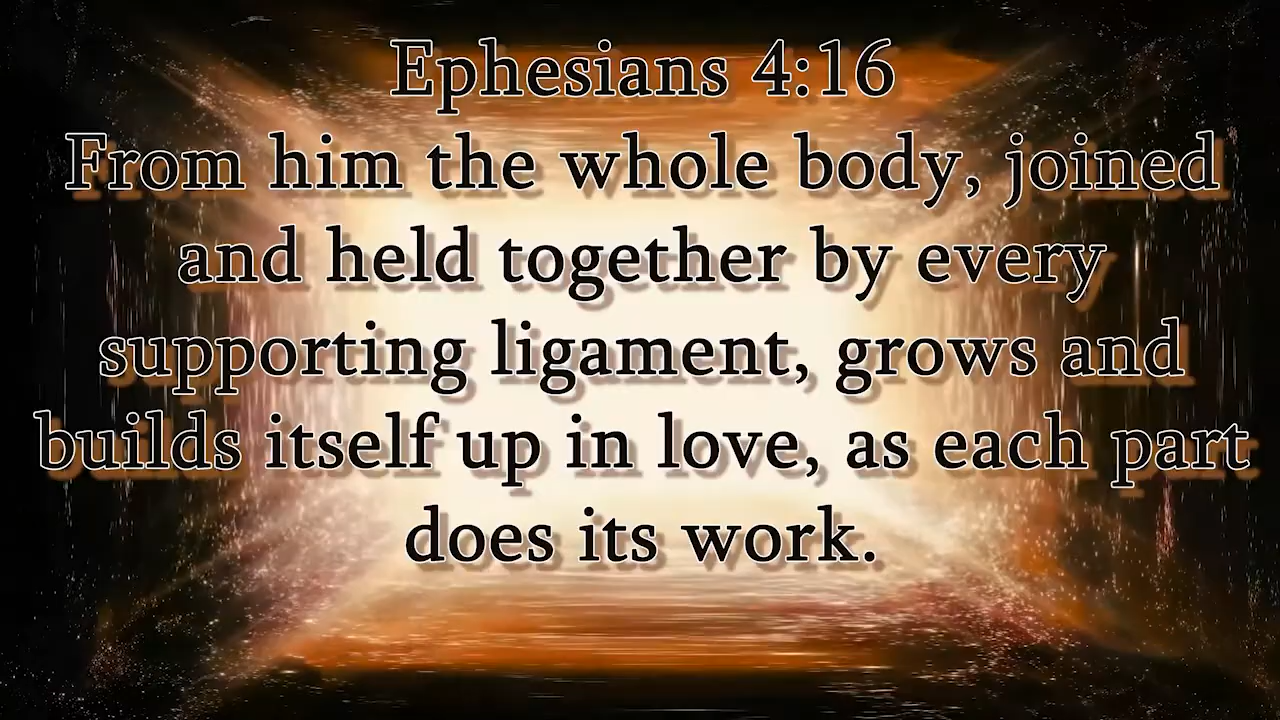 Ephesians 4:16
From him the whole body, joined
and held together by every
supporting ligament, grows and
builds itself up in love, as each part
does its work.